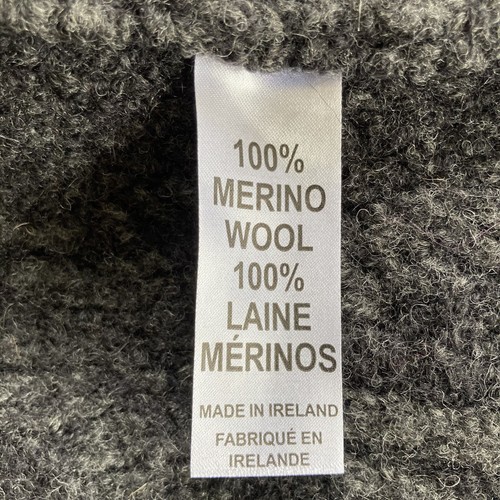 100%
MERINO
WOOL
100%
LAINE
MÉRINOS
MADE IN IRELAND
FABRIQUÉ EN
IRELANDE